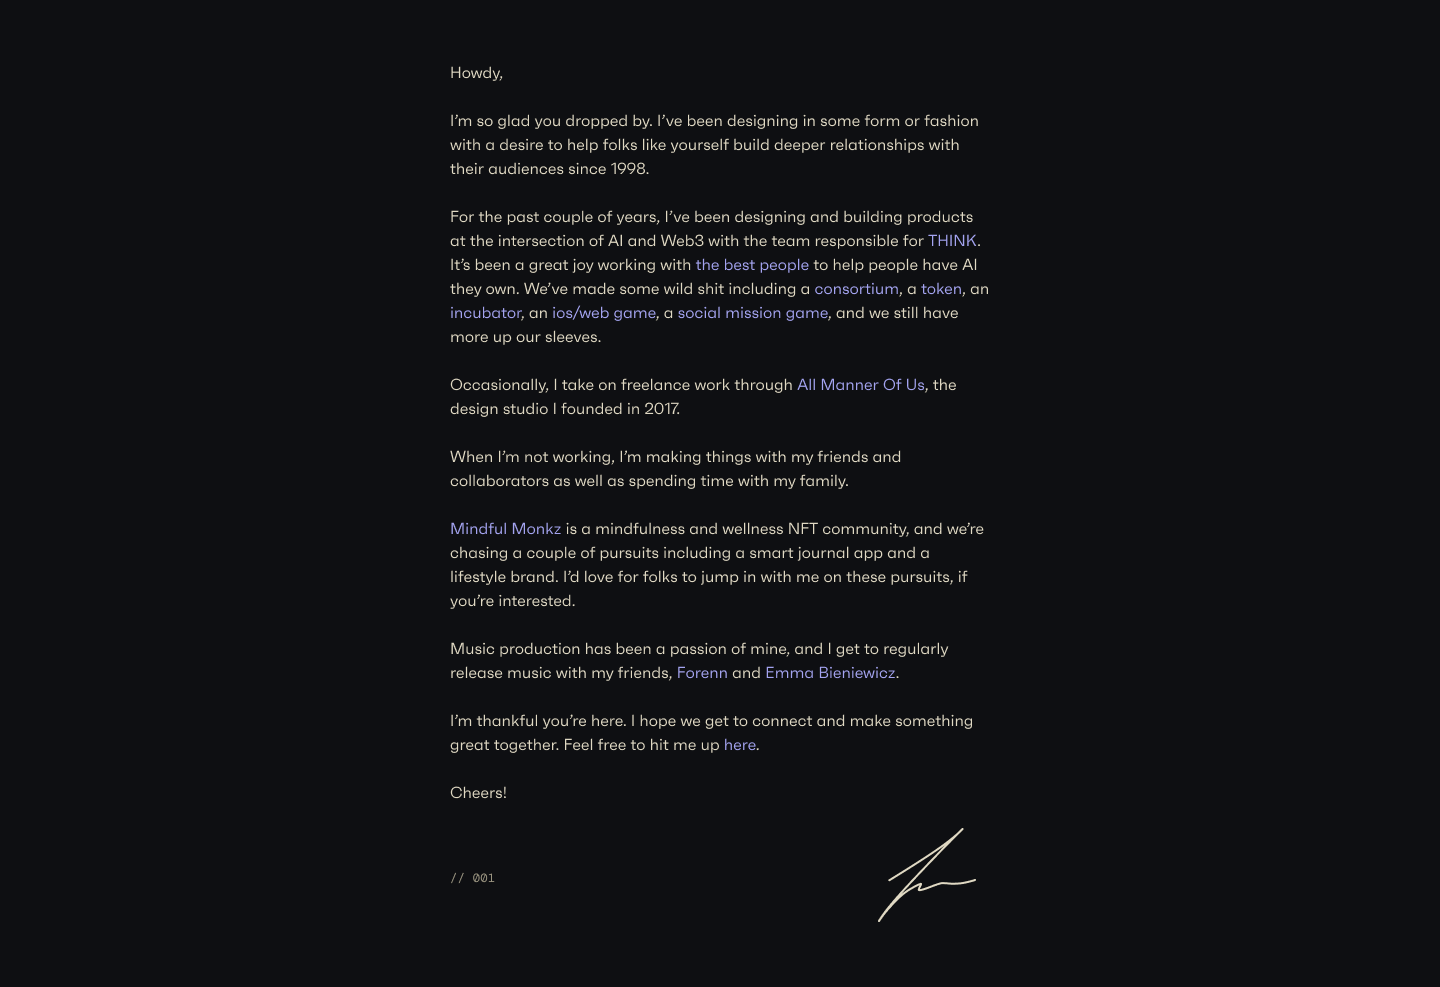 Howdy,
I’m so glad you dropped by. I’ve been designing in some form or fashion
with a desire to help folks like yourself build deeper relationships with
their audiences since 1998.
For the past couple of years, I’ve been designing and building products
at the intersection of AI and Web3 with the team responsible for THINK.
It’s been a great joy working with the best people to help people have AI
they own. We’ve made some wild shit including a consortium, a token, an
incubator, an ios/web game, a social mission game, and we still have
more up our sleeves.
Occasionally, I take on freelance work through All Manner Of Us, the
design studio I founded in 2017.
When I’m not working, I’m making things with my friends and
collaborators as well as spending time with my family.
Mindful Monkz is a mindfulness and wellness NFT community, and we’re
chasing a couple of pursuits including a smart journal app and a
lifestyle brand. I’d love for folks to jump in with me on these pursuits, if
you’re interested.
Music production has been a passion of mine, and I get to regularly
release music with my friends, Forenn and Emma Bieniewicz.
I’m thankful you’re here. I hope we get to connect and make something
great together. Feel free to hit me up here.
Cheers!
// 001